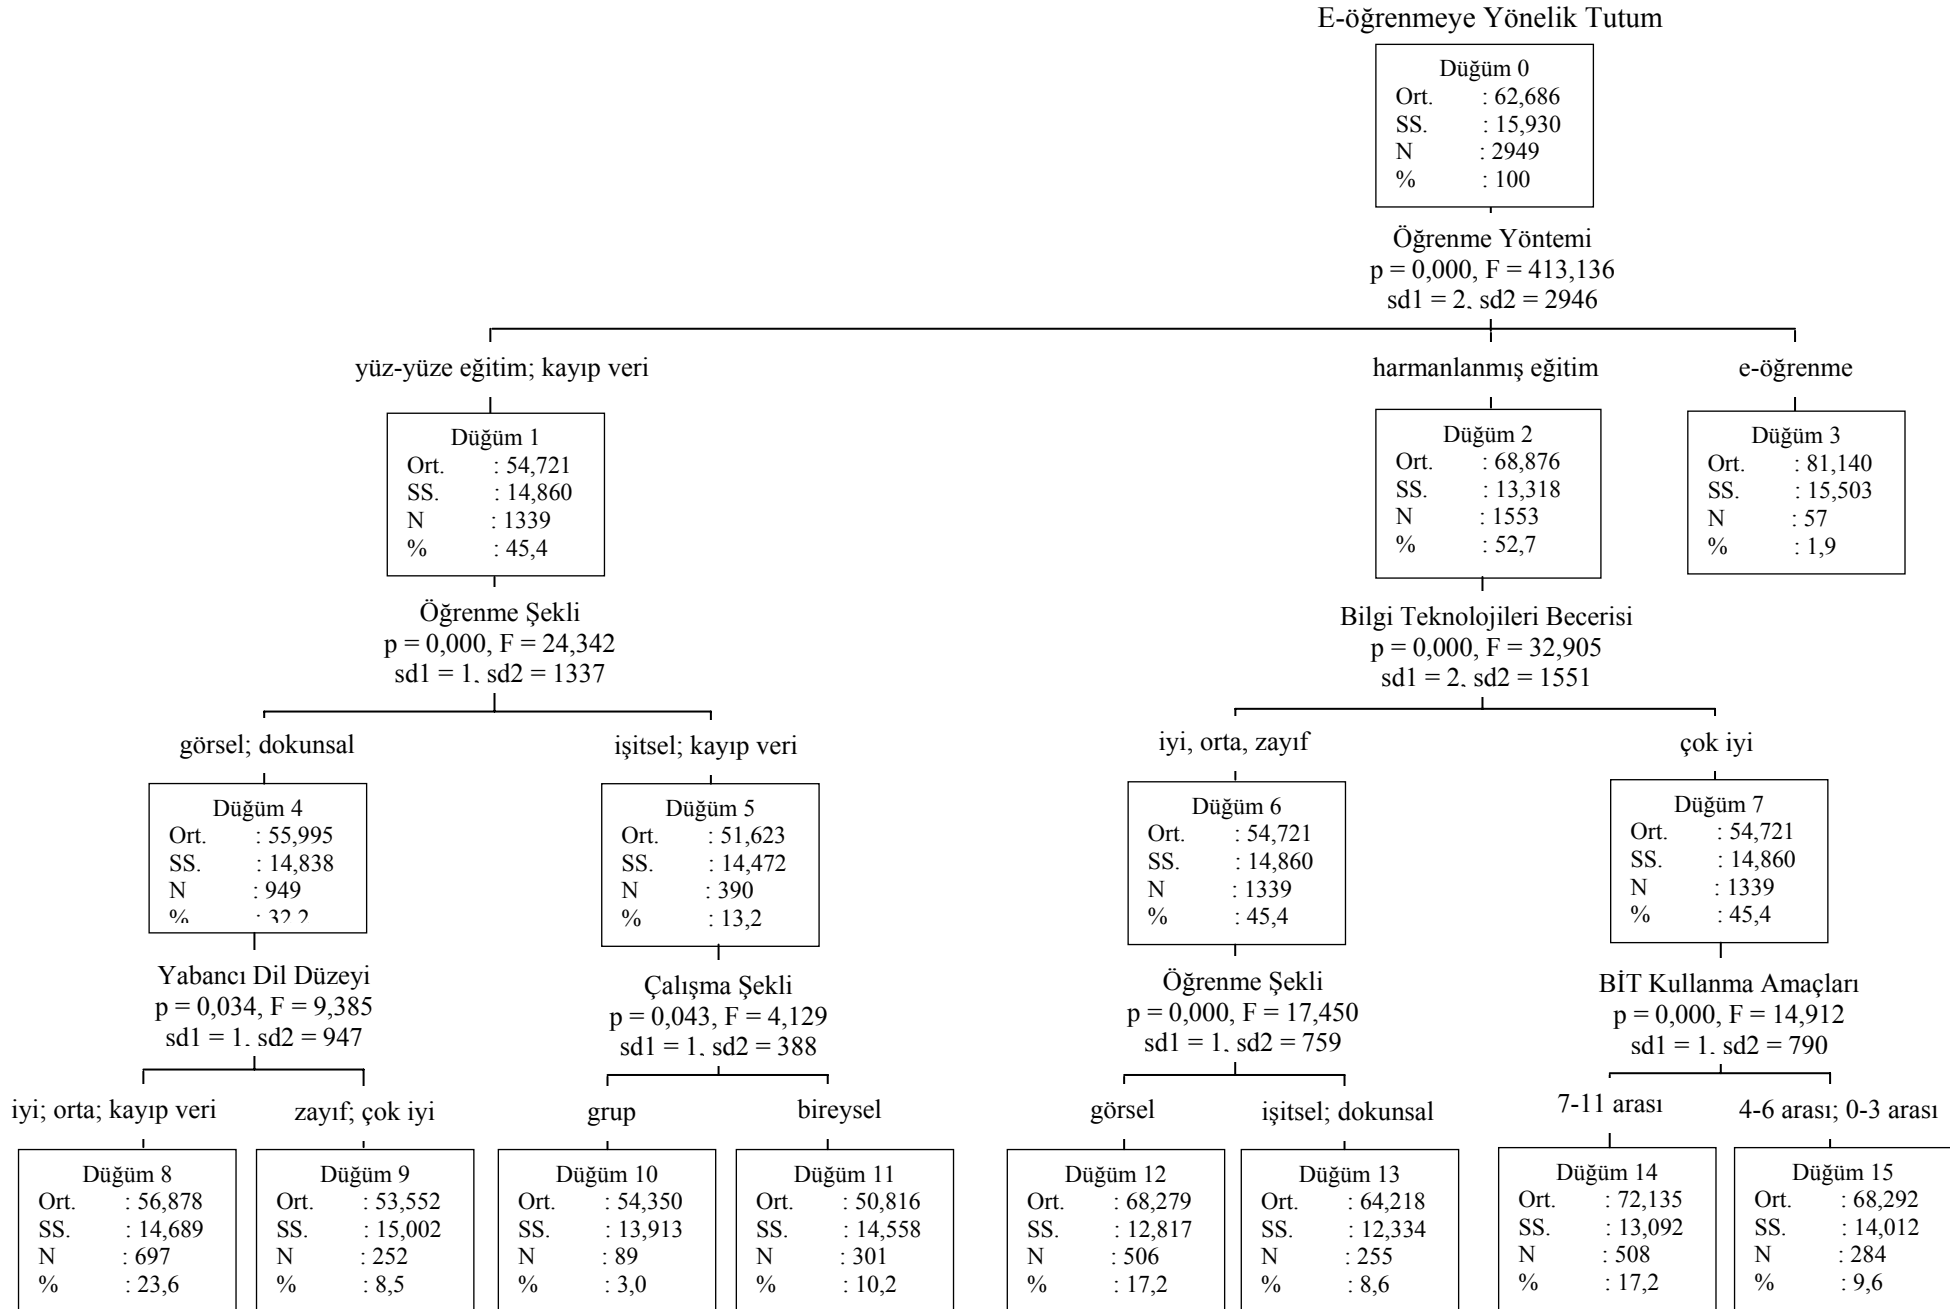 E-öğrenmeye Yönelik Tutum
Düğüm 0
Ort. : 62,686
SS. : 15,930
N : 2949
% : 100
Öğrenme Yöntemi
p = 0,000, F = 413,136
sd1 = 2, sd2 = 2946
yüz-yüze eğitim; kayıp veri
harmanlanmış eğitim
e-öğrenme
Düğüm 1
Ort. : 54,721
SS. : 14,860
N : 1339
% : 45,4
Düğüm 2
Ort. : 68,876
SS. : 13,318
N : 1553
% : 52,7
Düğüm 3
Ort. : 81,140
SS. : 15,503
N : 57
% : 1,9
Öğrenme Şekli
p = 0,000, F = 24,342
sd1 = 1, sd2 = 1337
Bilgi Teknolojileri Becerisi
p = 0,000, F = 32,905
sd1 = 2, sd2 = 1551
görsel; dokunsal
işitsel; kayıp veri
iyi, orta, zayıf
çok iyi
Düğüm 4
Ort. : 55,995
SS. : 14,838
N : 949
% : 32,2
Düğüm 5
Ort. : 51,623
SS. : 14,472
N : 390
% : 13,2
Düğüm 6
Ort. : 54,721
SS. : 14,860
N : 1339
% : 45,4
Düğüm 7
Ort. : 54,721
SS. : 14,860
N : 1339
% : 45,4
Yabancı Dil Düzeyi
p = 0,034, F = 9,385
sd1 = 1, sd2 = 947
Çalışma Şekli
p = 0,043, F = 4,129
sd1 = 1, sd2 = 388
Öğrenme Şekli
p = 0,000, F = 17,450
sd1 = 1, sd2 = 759
BİT Kullanma Amaçları
p = 0,000, F = 14,912
sd1 = 1, sd2 = 790
iyi; orta; kayıp veri
zayıf; çok iyi
grup
bireysel
görsel
işitsel; dokunsal
7-11 arası
4-6 arası; 0-3 arası
Düğüm 8
Ort. : 56,878
SS. : 14,689
N : 697
% : 23,6
Düğüm 9
Ort. : 53,552
SS. : 15,002
N : 252
% : 8,5
Düğüm 10
Ort. : 54,350
SS. : 13,913
N : 89
% : 3,0
Düğüm 11
Ort. : 50,816
SS. : 14,558
N : 301
% : 10,2
Düğüm 12
Ort. : 68,279
SS. : 12,817
N : 506
% : 17,2
Düğüm 13
Ort. : 64,218
SS. : 12,334
N : 255
% : 8,6
Düğüm 14
Ort. : 72,135
SS. : 13,092
N : 508
% : 17,2
Düğüm 15
Ort. : 68,292
SS. : 14,012
N : 284
% : 9,6